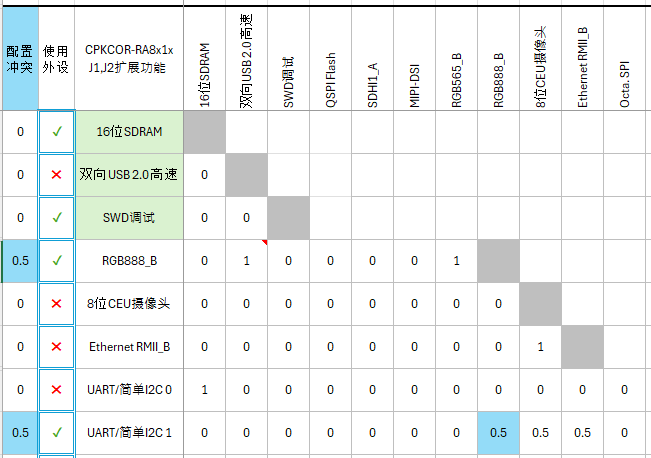 配置冲突 使用外设 CPKCOR-RA8x1x J1,J2扩展功能 16位SDRAM 双向USB 2.0高速 SWD调试 QSPI Flash SDHI1_A MIPI-DSI RGB565_B RGB888_B 8位CEU摄像头 Ethernet RMII_B Octa. SPI
0 ✓ 16位SDRAM
0 ✕ 双向USB 2.0高速 0
0 ✓ SWD调试 0 0
0.5 ✓ RGB888_B 0 1 0 0 0 0 1
0 ✕ 8位CEU摄像头 0 0 0 0 0 0 0 0
0 ✕ Ethernet RMII_B 0 0 0 0 0 0 0 0 1
0 ✕ UART/简单I2C 0 1 0 0 0 0 0 0 0 0 0 0
0.5 ✓ UART/简单I2C 1 0 0 0 0 0 0 0 0.5 0.5 0.5 0